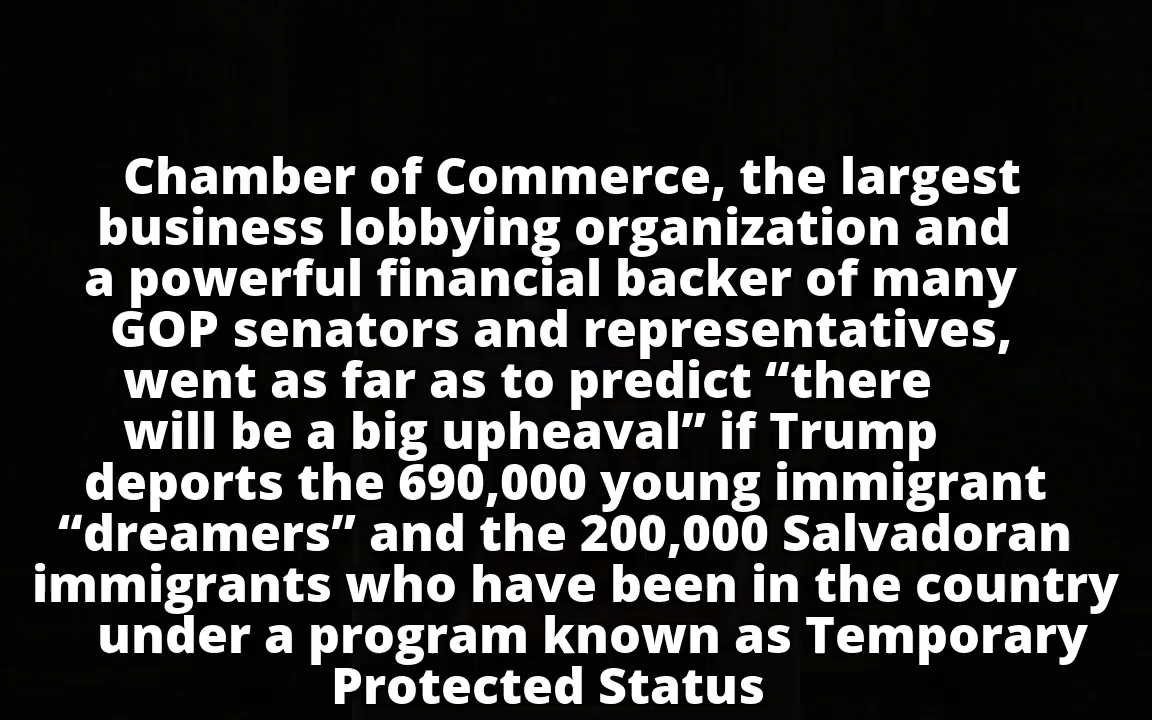 Chamber of Commerce, the largest
business lobbying organization and
a powerful financial backer of many
GOP senators and representatives,
went as far as to predict “there
will be a big upheaval” if Trump
deports the 690,000 young immigrant
“dreamers” and the 200,000 Salvadoran
immigrants who have been in the country
under a program known as Temporary
Protected Status